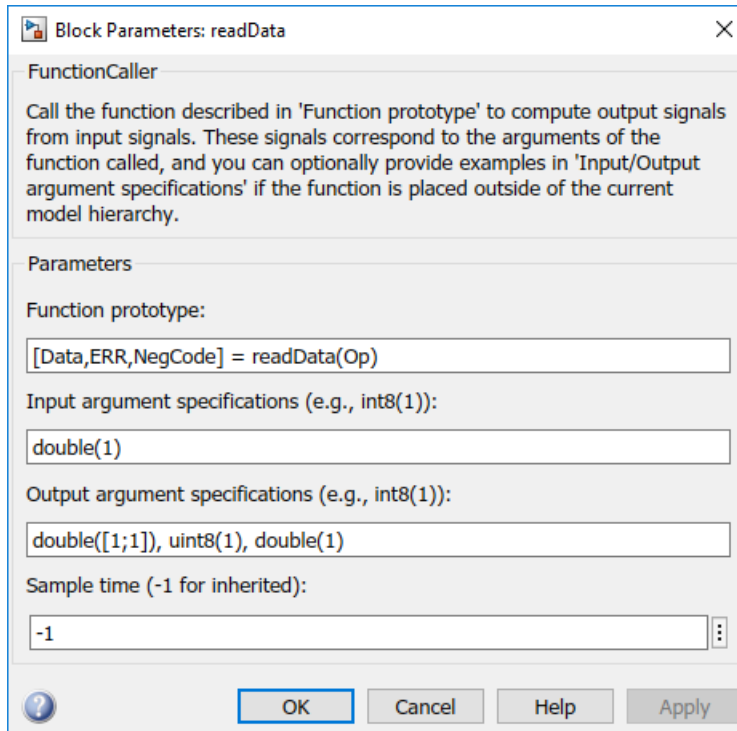 Block Parameters: readData
FunctionCaller
Call the function described in 'Function prototype' to compute output signals
from input signals. These signals correspond to the arguments of the
function called, and you can optionally provide examples in 'Input/Output
argument specifications' if the function is placed outside of the current
model hierarchy.
Parameters
Function prototype:
[Data,ERR,NegCode] = readData(Op)
Input argument specifications (e.g., int8(1)):
double(1)
Output argument specifications (e.g., int8(1)):
double([1;1]), uint8(1), double(1)
Sample time (-1 for inherited):
-1
OK Cancel Help Apply